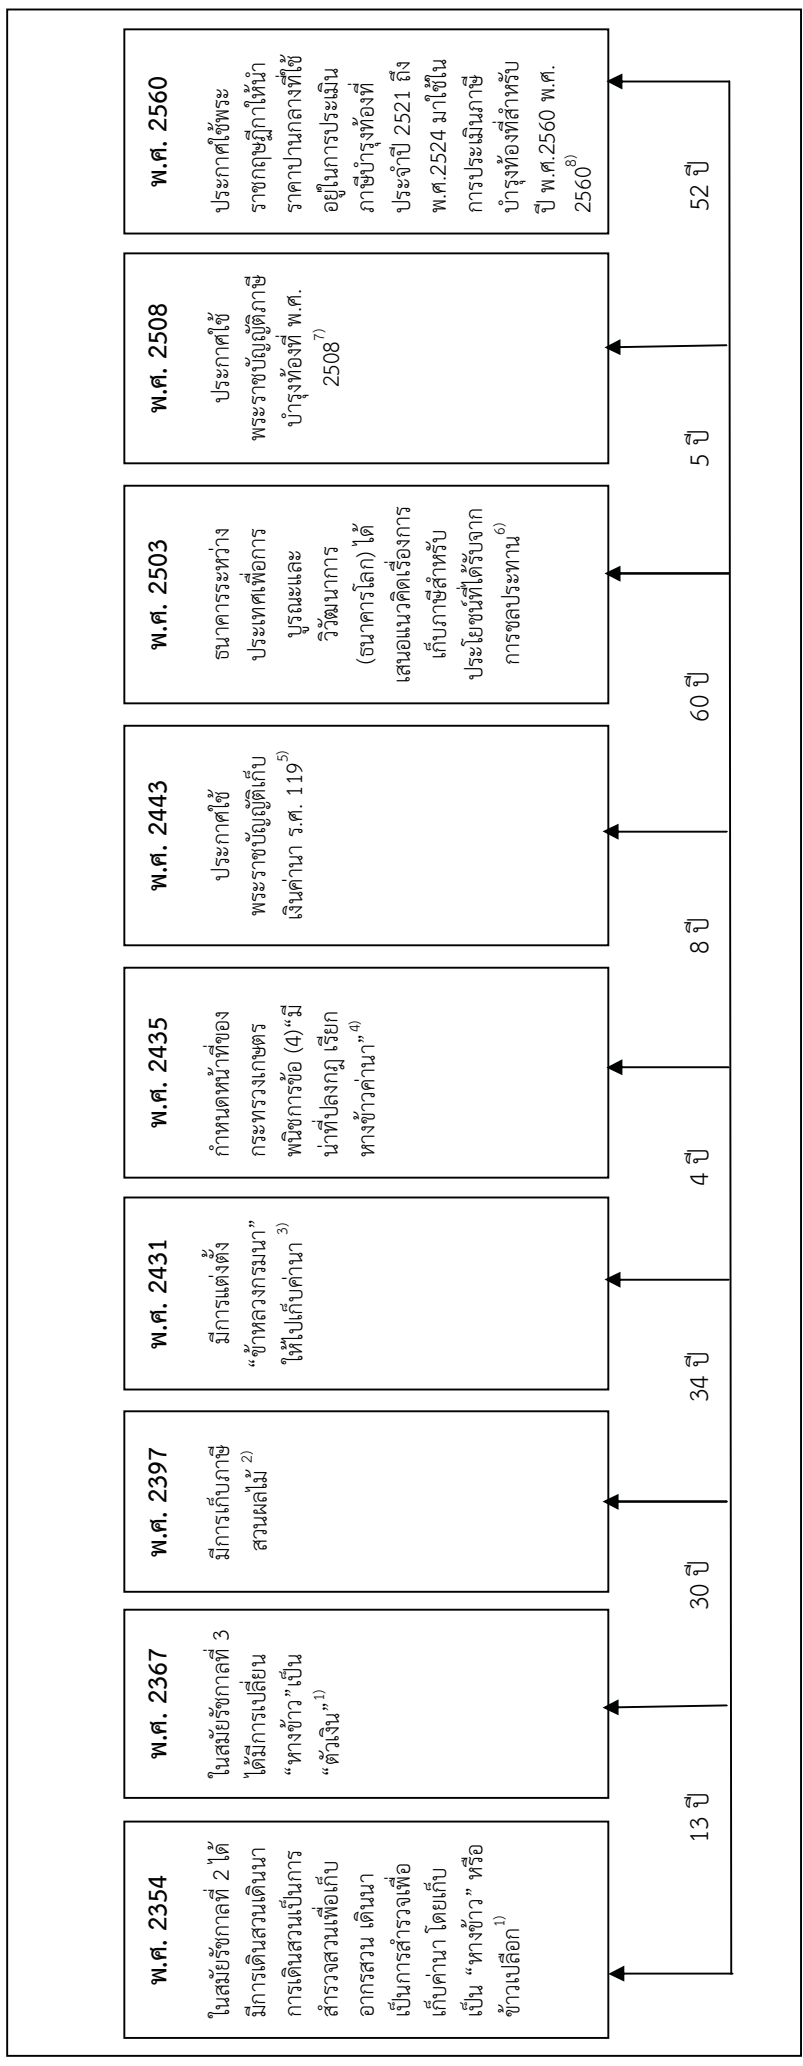 พ.ศ. 2354
ในสมัยรัชกาลที่ 2 ได้
มีการเดินสวนเดินนา
การเดินสวนเป็นการ
สำรวจสวนเพื่อเก็บ
อากรสวน เดินนา
เป็นการสำรวจเพื่อ
เก็บค่านา โดยเก็บ
เป็น “หางข้าว” หรือ
ข้าวเปลือก1)
13 ปี
พ.ศ. 2367
ในสมัยรัชกาลที่ 3
ได้มีการเปลี่ยน
“หางข้าว”เป็น
“ตัวเงิน”1)
30 ปี
พ.ศ. 2397
มีการเก็บภาษี
สวนผลไม้ 2)
34 ปี
พ.ศ. 2431
มีการแต่งตั้ง
“ข้าหลวงกรมนา”
ให้ไปเก็บค่านา 3)
4 ปี
พ.ศ. 2435
กำหนดหน้าที่ของ
กระทรวงเกษตร
พนิชการข้อ (4)“มี
น่าที่ปลงกฎ เรียก
หางข้าวค่านา”4)
8 ปี
พ.ศ. 2443
ประกาศใช้
พระราชบัญญัติเก็บ
เงินค่านา ร.ศ. 1195)
60 ปี
พ.ศ. 2503
ธนาคารระหว่าง
ประเทศเพื่อการ
บูรณะและ
วิวัฒนาการ
(ธนาคารโลก) ได้
เสนอแนวคิดเรื่องการ
เก็บภาษีสำหรับ
ประโยชน์ที่ได้รับจาก
การชลประทาน6)
5 ปี
พ.ศ. 2508
ประกาศใช้
พระราชบัญญัติภาษี
บำรุงท้องที่ พ.ศ.
25087)
52 ปี
พ.ศ. 2560
ประกาศใช้พระ
ราชกฤษฎีกาให้นำ
ราคาปานกลางที่ใช้
อยู่ในการประเมิน
ภาษีบำรุงท้องที่
ประจำปี 2521 ถึง
พ.ศ.2524 มาใช้ใน
การประเมินภาษี
บำรุงท้องที่สำหรับ
ปี พ.ศ.2560 พ.ศ.
25608)